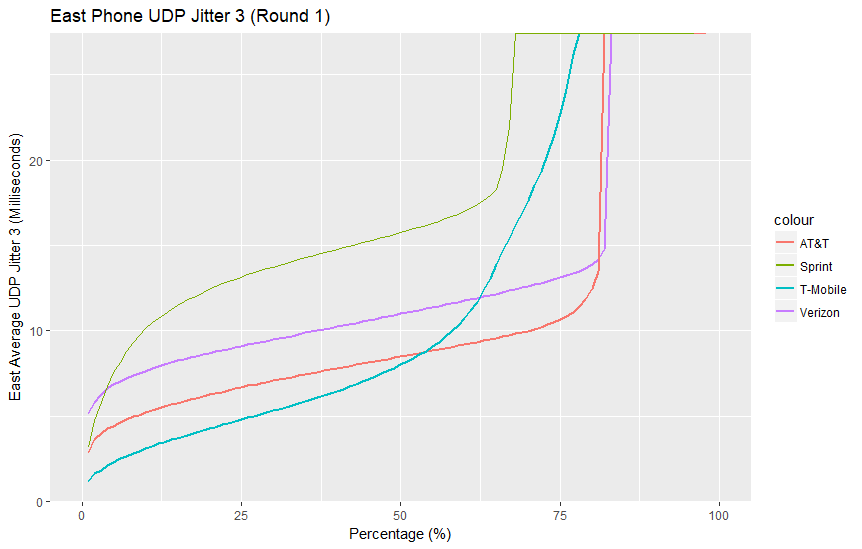 East Phone UDP Jitter 3 (Round 1)
East Average UDP Jitter 3 (Milliseconds)
20
10
0
0
25
50
75
100
Percentage (%)
colour
AT&T
Sprint
T-Mobile
Verizon